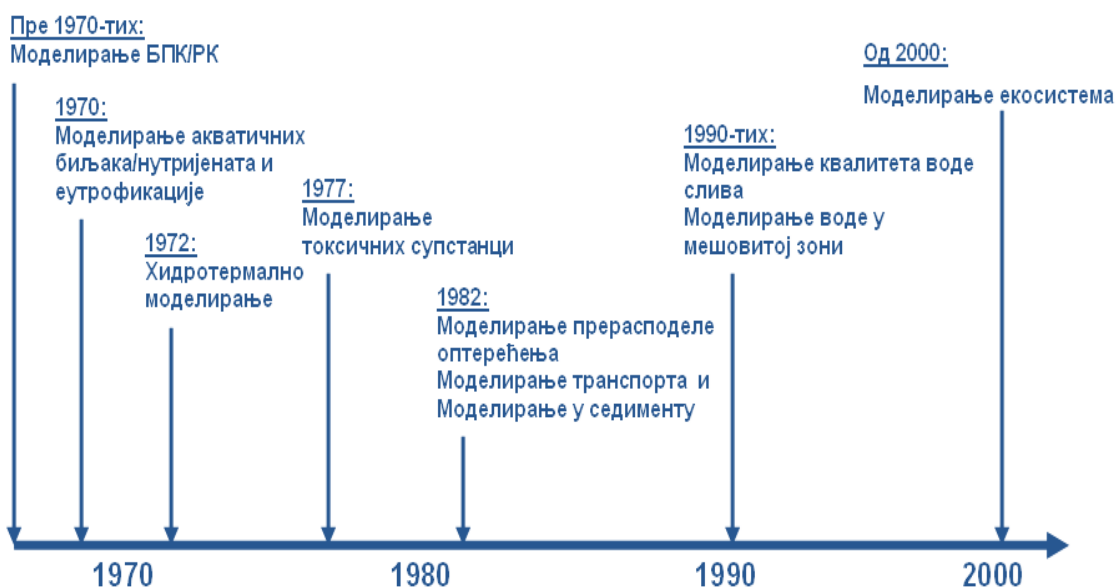 Пре 1970-тих:
Моделирање БПК/РК
1970:
Моделирање акватичних
биљака/нутријената и
еутрофикације
1972:
Хидротермално
моделирање
1977:
Моделирање
токсичних супстанци
1982:
Моделирање прерасподеле
оптерећења
Моделирање транспорта и
Моделирање у седименту
1990-тих:
Моделирање квалитета воде
слива
Моделирање воде у
мешовитој зони
Од 2000:
Моделирање екосистема
1970
1980
1990
2000